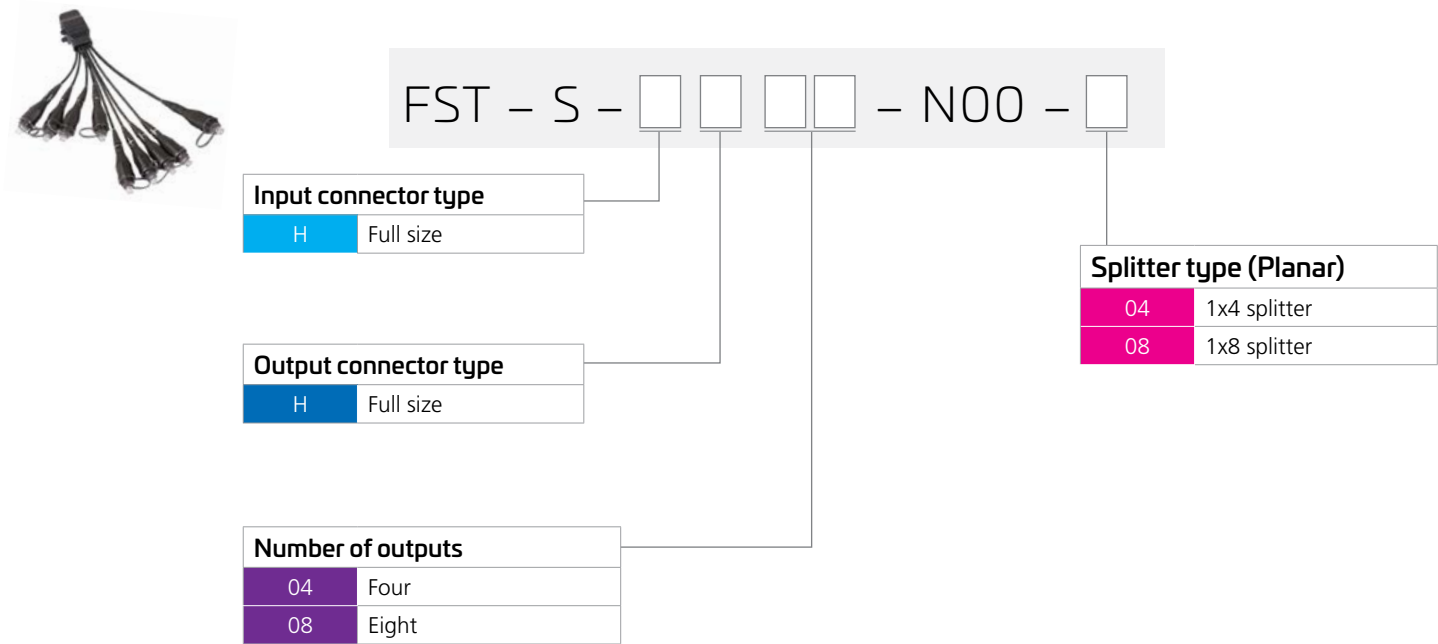 FST – S – – N00 –
Input connector type
H Full size
Splitter type (Planar)
04 1x4 splitter
08 1x8 splitter
Output connector type
H Full size
Number of outputs
04 Four
08 Eight